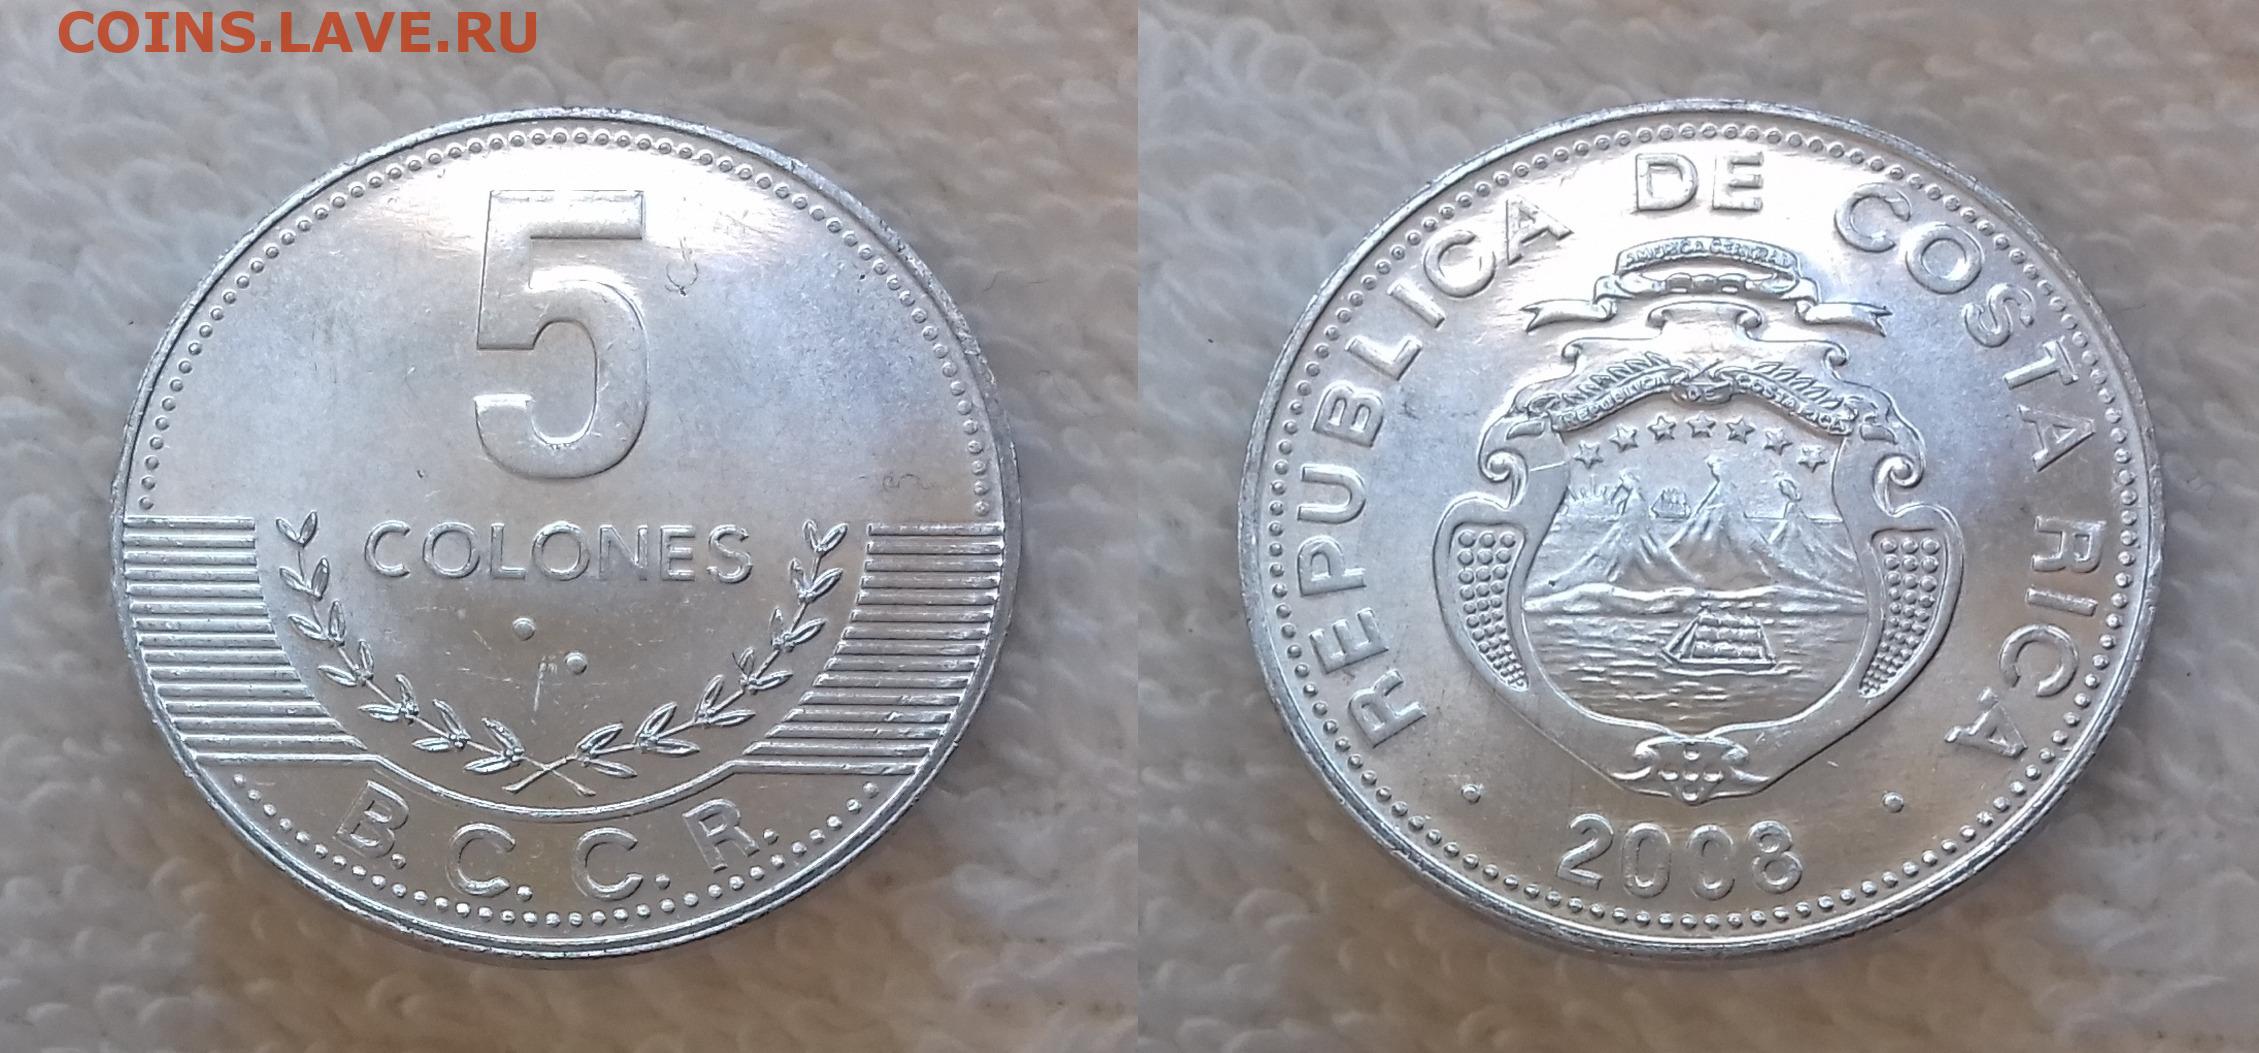 COINS.LAVE.RU
5
COLONES
B.C.C.R.
REPUBLICA DE COSTA RICA
AMERICA CENTRAL
REPUBLICA DE COSTA RICA
2008